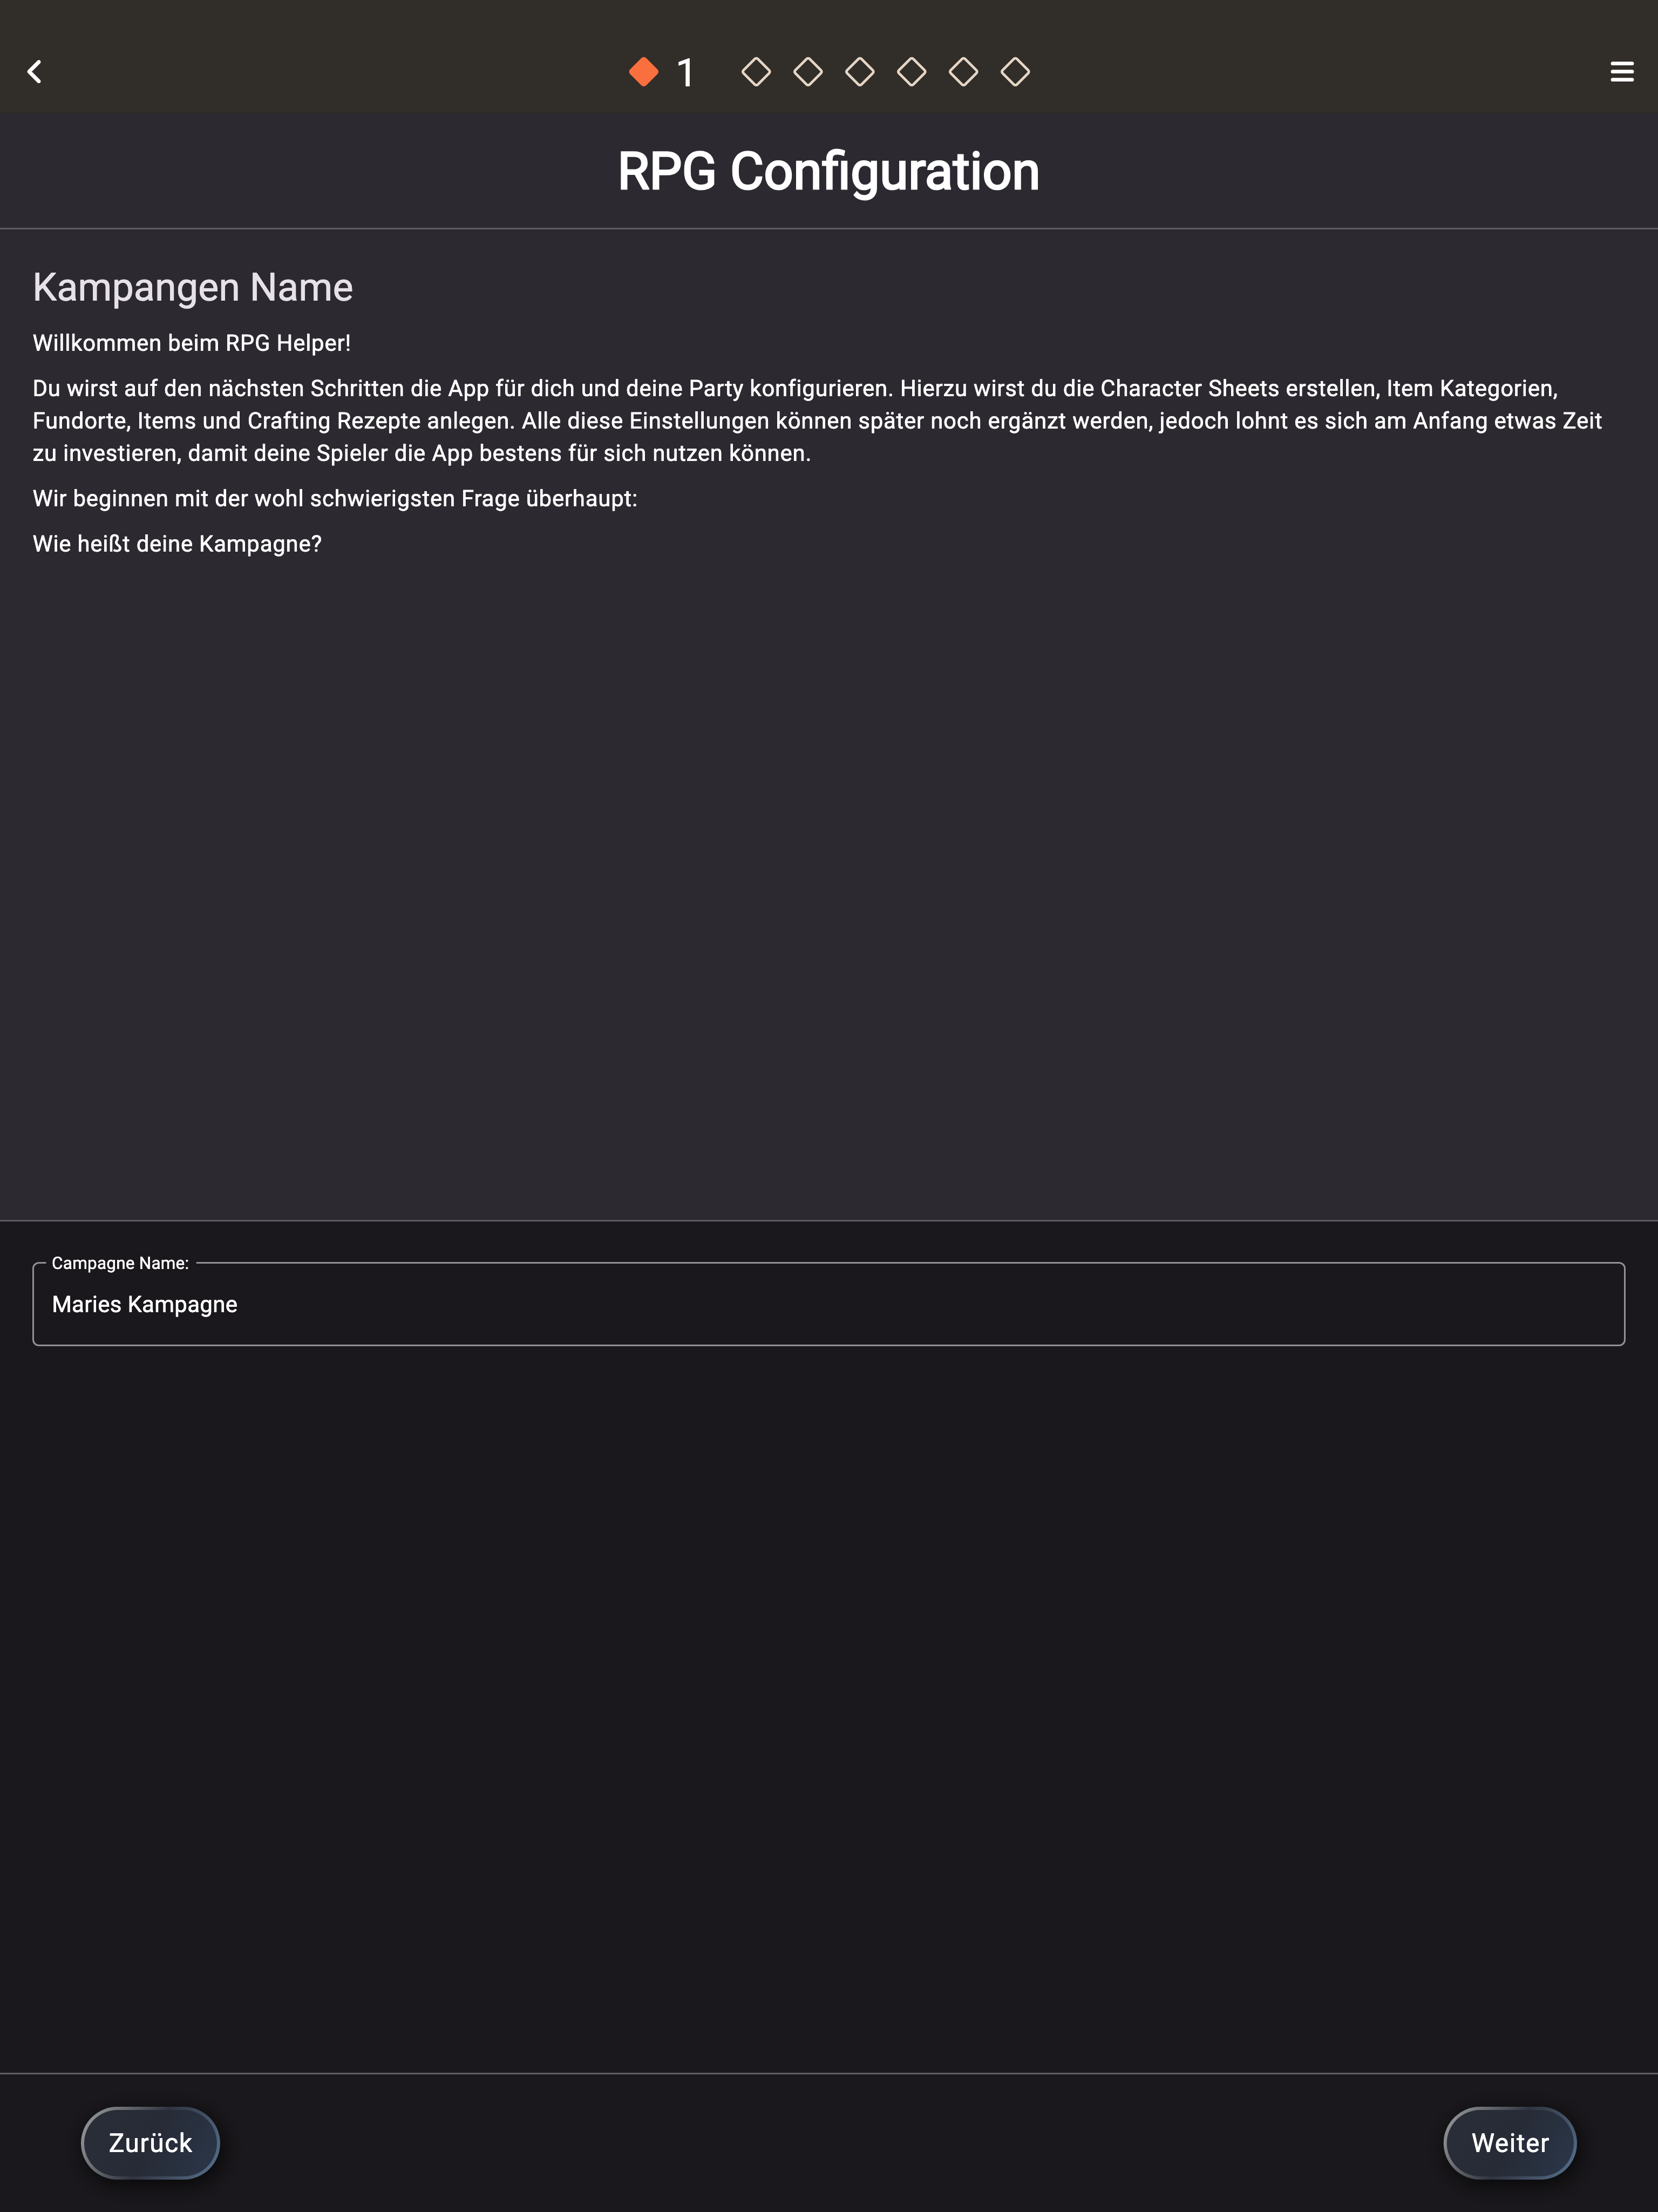 1
RPG Configuration
Kampangen Name
Willkommen beim RPG Helper!
Du wirst auf den nächsten Schritten die App für dich und deine Party konfigurieren. Hierzu wirst du die Character Sheets erstellen, Item Kategorien,
Fundorte, Items und Crafting Rezepte anlegen. Alle diese Einstellungen können später noch ergänzt werden, jedoch lohnt es sich am Anfang etwas Zeit
zu investieren, damit deine Spieler die App bestens für sich nutzen können.
Wir beginnen mit der wohl schwierigsten Frage überhaupt:
Wie heißt deine Kampagne?
Campagne Name:
Maries Kampagne
Zurück
Weiter